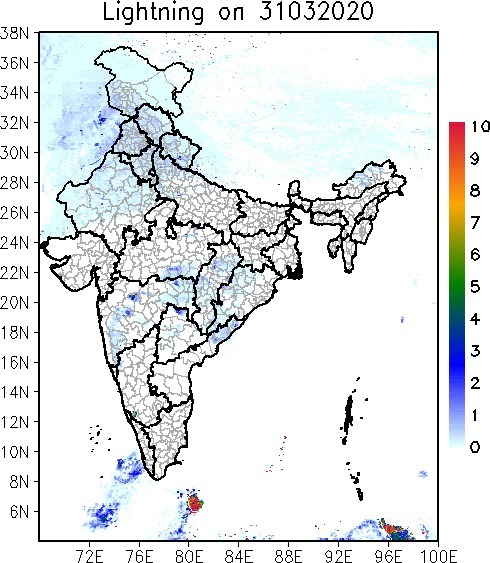 Lightning on 31032020
38N
36N
34N
32N
30N
28N
26N
24N
22N
20N
18N
16N
14N
12N
10N
8N
6N
72E 76E 80E 84E 88E 92E 96E 100E
10
9
8
7
6
5
4
3
2
1
0